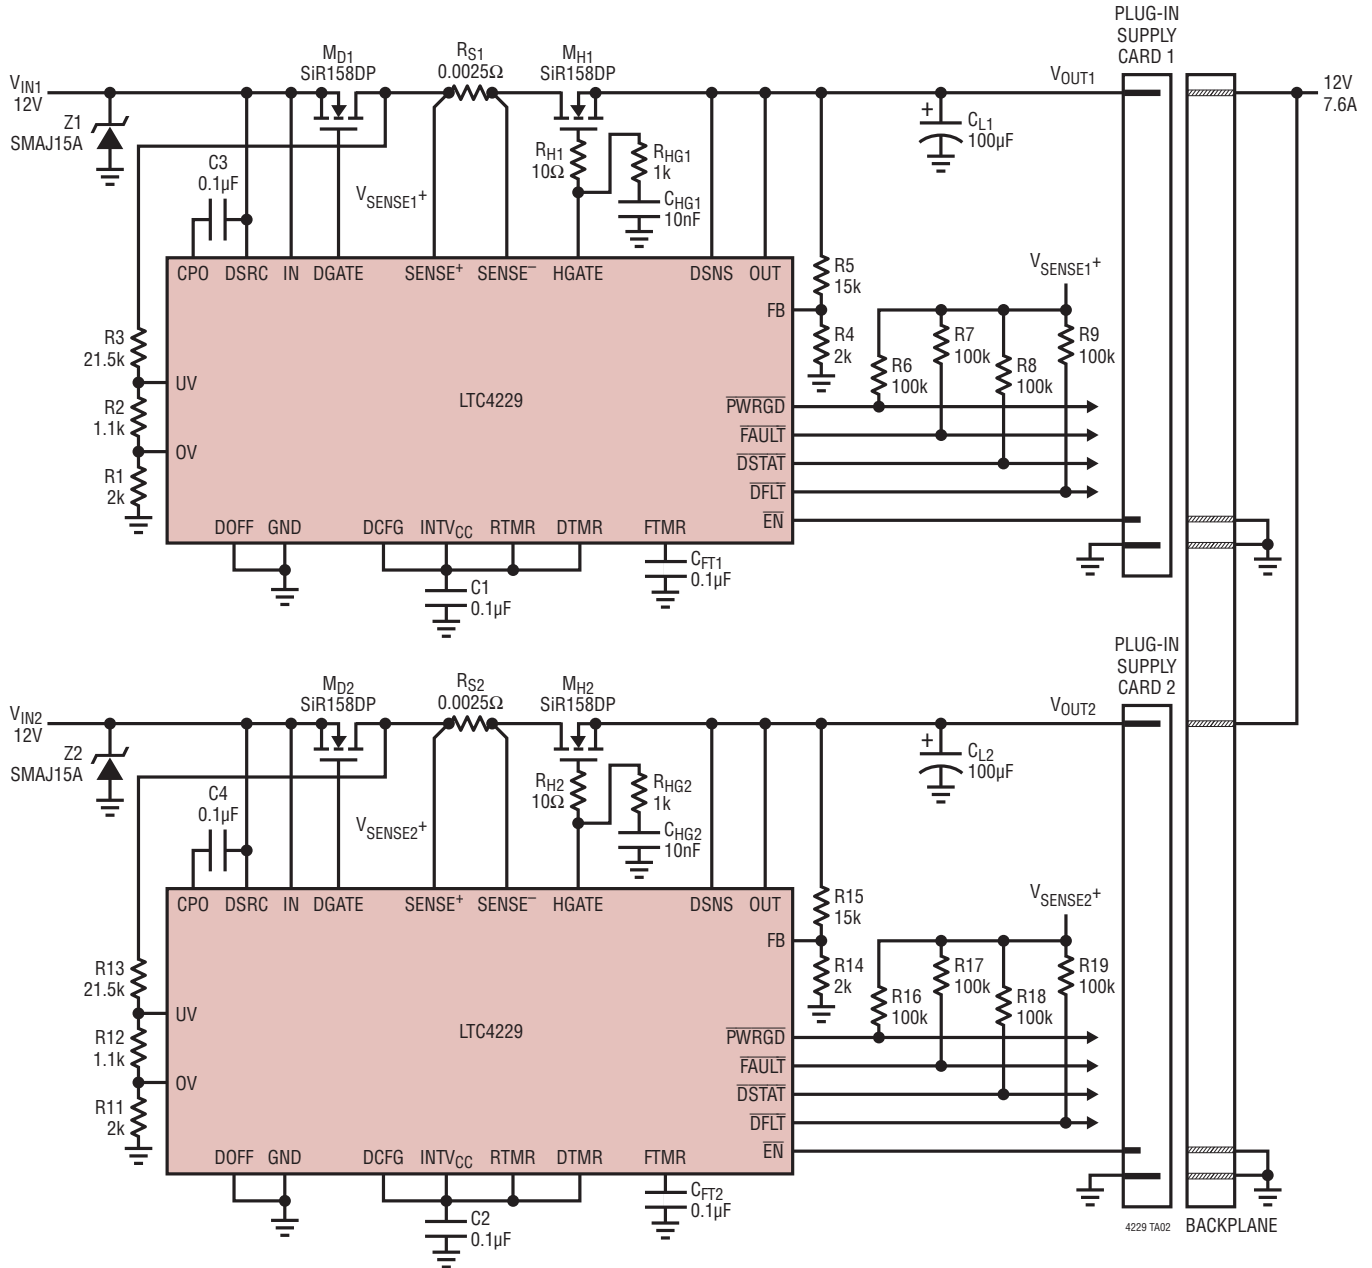 PLUG-IN
SUPPLY
CARD 1
VIN1
12V
MD1
SiR158DP
RS1
0.0025Ω
MH1
SiR158DP
VOUT1
12V
7.6A
Z1
SMAJ15A
C3
0.1µF
VSENSE1+
RH1
10Ω
RHG1
1k
CHG1
10nF
+
CL1
100µF
CPO DSRC IN DGATE SENSE+ SENSE− HGATE DSNS OUT
R5
15k
VSENSE1+
FB
R3
21.5k
R4
2k
R6
100k
R7
100k
R8
100k
R9
100k
UV
R2
1.1k
LTC4229
PWRGD
FAULT
OV
DSTAT
R1
2k
DFLT
EN
DOFF GND DCFG INTVCC RTMR DTMR FTMR
C1
0.1µF
CFT1
0.1µF
PLUG-IN
SUPPLY
CARD 2
VIN2
12V
MD2
SiR158DP
RS2
0.0025Ω
MH2
SiR158DP
VOUT2
Z2
SMAJ15A
C4
0.1µF
VSENSE2+
RH2
10Ω
RHG2
1k
CHG2
10nF
+
CL2
100µF
CPO DSRC IN DGATE SENSE+ SENSE− HGATE DSNS OUT
R15
15k
VSENSE2+
FB
R13
21.5k
R14
2k
R16
100k
R17
100k
R18
100k
R19
100k
UV
R12
1.1k
LTC4229
PWRGD
FAULT
OV
DSTAT
R11
2k
DFLT
EN
DOFF GND DCFG INTVCC RTMR DTMR FTMR
C2
0.1µF
CFT2
0.1µF
4229 TA02
BACKPLANE